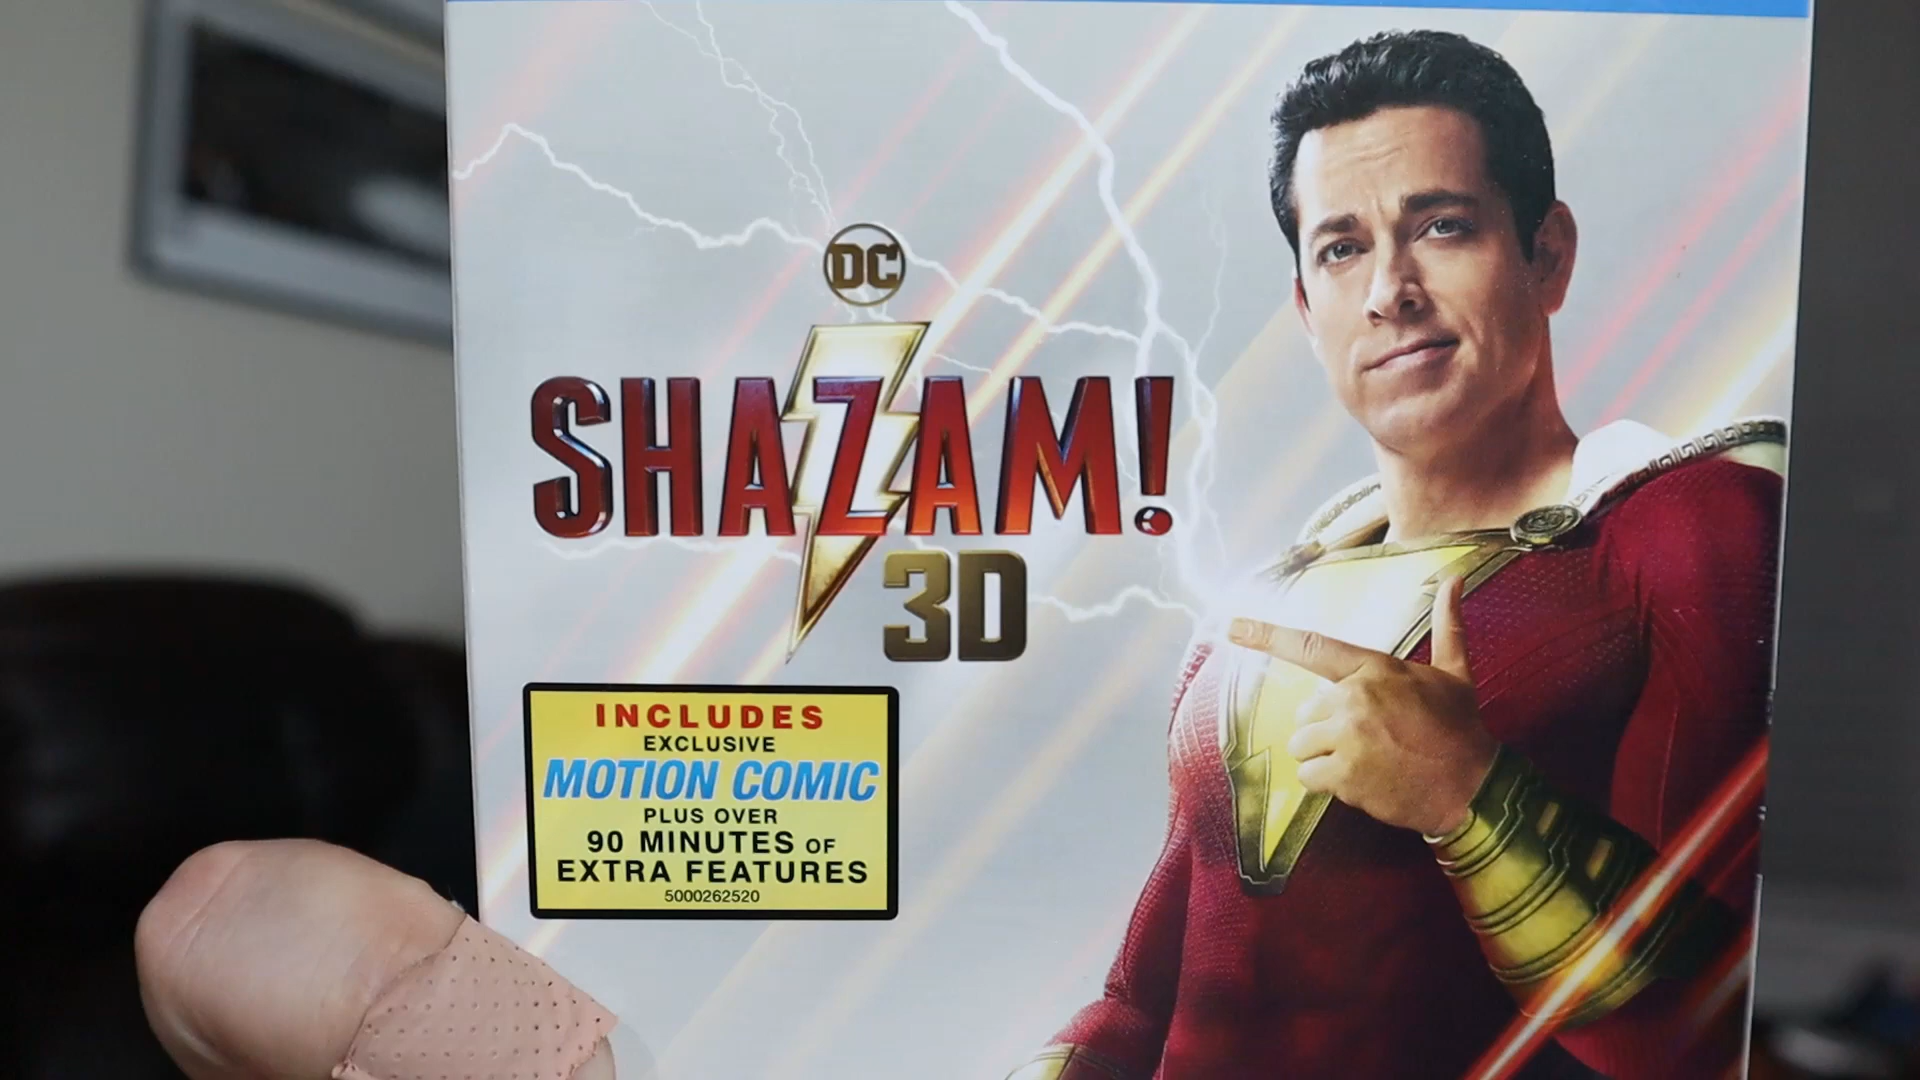 DC
SHAZAM!
3D
INCLUDES
EXCLUSIVE
MOTION COMIC
PLUS OVER
90 MINUTES OF
EXTRA FEATURES
5000262520